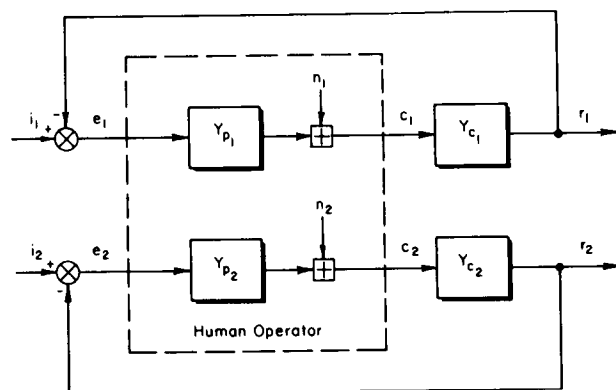 n₁
i₁ + - e₁ Yp₁ + c₁ Yc₁ r₁
n₂
i₂ + - e₂ Yp₂ + c₂ Yc₂ r₂
Human Operator